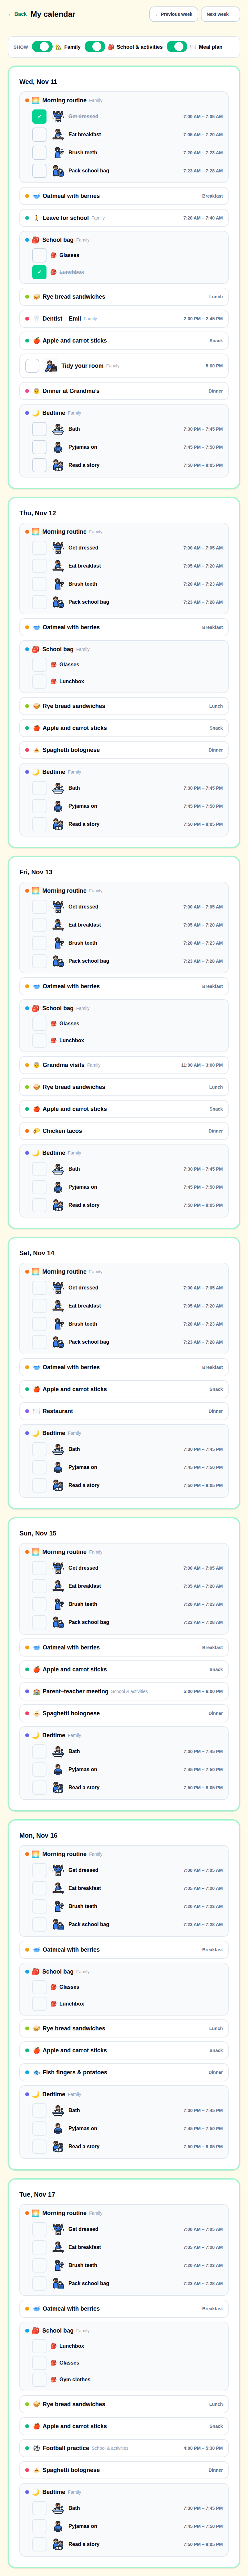 ← Back My calendar ← Previous week Next week →
SHOW 🏡 Family 🎒 School & activities 🍽️ Meal plan
Wed, Nov 11
Morning routine Family
✓ Get dressed 7:00 AM – 7:05 AM
Eat breakfast 7:05 AM – 7:20 AM
Brush teeth 7:20 AM – 7:23 AM
Pack school bag 7:23 AM – 7:28 AM
Oatmeal with berries Breakfast
Leave for school Family 7:20 AM – 7:40 AM
School bag Family
Glasses
✓ Lunchbox
Rye bread sandwiches Lunch
Dentist – Emil Family 2:00 PM – 2:45 PM
Apple and carrot sticks Snack
Tidy your room Family 5:00 PM
Dinner at Grandma's Dinner
Bedtime Family
Bath 7:30 PM – 7:45 PM
Pyjamas on 7:45 PM – 7:50 PM
Read a story 7:50 PM – 8:05 PM
Thu, Nov 12
Morning routine Family
Get dressed 7:00 AM – 7:05 AM
Eat breakfast 7:05 AM – 7:20 AM
Brush teeth 7:20 AM – 7:23 AM
Pack school bag 7:23 AM – 7:28 AM
Oatmeal with berries Breakfast
School bag Family
Glasses
Lunchbox
Rye bread sandwiches Lunch
Apple and carrot sticks Snack
Spaghetti bolognese Dinner
Bedtime Family
Bath 7:30 PM – 7:45 PM
Pyjamas on 7:45 PM – 7:50 PM
Read a story 7:50 PM – 8:05 PM
Fri, Nov 13
Morning routine Family
Get dressed 7:00 AM – 7:05 AM
Eat breakfast 7:05 AM – 7:20 AM
Brush teeth 7:20 AM – 7:23 AM
Pack school bag 7:23 AM – 7:28 AM
Oatmeal with berries Breakfast
School bag Family
Glasses
Lunchbox
Grandma visits Family 11:00 AM – 3:00 PM
Rye bread sandwiches Lunch
Apple and carrot sticks Snack
Chicken tacos Dinner
Bedtime Family
Bath 7:30 PM – 7:45 PM
Pyjamas on 7:45 PM – 7:50 PM
Read a story 7:50 PM – 8:05 PM
Sat, Nov 14
Morning routine Family
Get dressed 7:00 AM – 7:05 AM
Eat breakfast 7:05 AM – 7:20 AM
Brush teeth 7:20 AM – 7:23 AM
Pack school bag 7:23 AM – 7:28 AM
Oatmeal with berries Breakfast
Apple and carrot sticks Snack
Restaurant Dinner
Bedtime Family
Bath 7:30 PM – 7:45 PM
Pyjamas on 7:45 PM – 7:50 PM
Read a story 7:50 PM – 8:05 PM
Sun, Nov 15
Morning routine Family
Get dressed 7:00 AM – 7:05 AM
Eat breakfast 7:05 AM – 7:20 AM
Brush teeth 7:20 AM – 7:23 AM
Pack school bag 7:23 AM – 7:28 AM
Oatmeal with berries Breakfast
Apple and carrot sticks Snack
Parent–teacher meeting School & activities 5:00 PM – 6:00 PM
Spaghetti bolognese Dinner
Bedtime Family
Bath 7:30 PM – 7:45 PM
Pyjamas on 7:45 PM – 7:50 PM
Read a story 7:50 PM – 8:05 PM
Mon, Nov 16
Morning routine Family
Get dressed 7:00 AM – 7:05 AM
Eat breakfast 7:05 AM – 7:20 AM
Brush teeth 7:20 AM – 7:23 AM
Pack school bag 7:23 AM – 7:28 AM
Oatmeal with berries Breakfast
School bag Family
Glasses
Lunchbox
Rye bread sandwiches Lunch
Apple and carrot sticks Snack
Fish fingers & potatoes Dinner
Bedtime Family
Bath 7:30 PM – 7:45 PM
Pyjamas on 7:45 PM – 7:50 PM
Read a story 7:50 PM – 8:05 PM
Tue, Nov 17
Morning routine Family
Get dressed 7:00 AM – 7:05 AM
Eat breakfast 7:05 AM – 7:20 AM
Brush teeth 7:20 AM – 7:23 AM
Pack school bag 7:23 AM – 7:28 AM
Oatmeal with berries Breakfast
School bag Family
Lunchbox
Glasses
Gym clothes
Rye bread sandwiches Lunch
Apple and carrot sticks Snack
Football practice School & activities 4:00 PM – 5:30 PM
Spaghetti bolognese Dinner
Bedtime Family
Bath 7:30 PM – 7:45 PM
Pyjamas on 7:45 PM – 7:50 PM
Read a story 7:50 PM – 8:05 PM